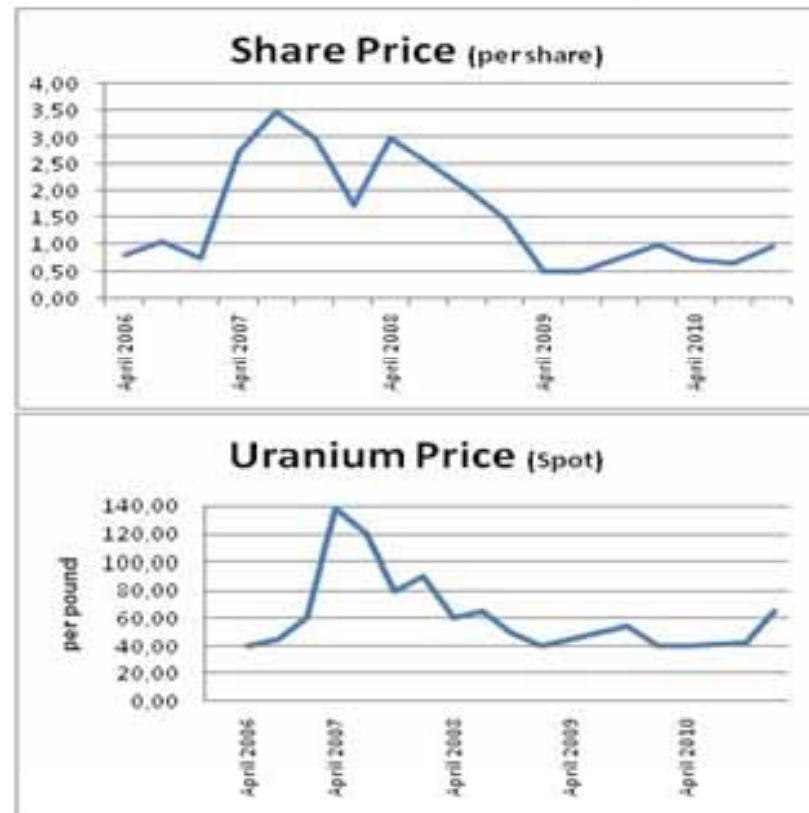 Share Price (per share)
4,00
3,50
3,00
2,50
2,00
1,50
1,00
0,50
0,00
April 2006
April 2007
April 2008
April 2009
April 2010
Uranium Price (Spot)
per pound
140,00
120,00
100,00
80,00
60,00
40,00
20,00
0,00
April 2006
April 2007
April 2008
April 2009
April 2010